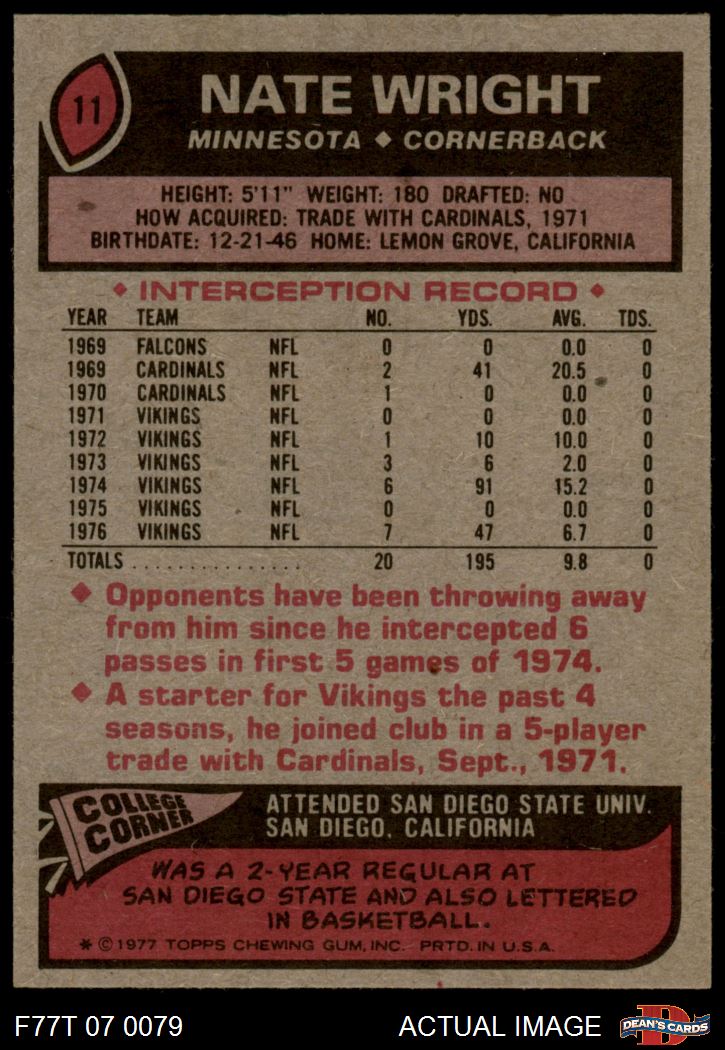 11
NATE WRIGHT
MINNESOTA ◆ CORNERBACK
HEIGHT: 5'11" WEIGHT: 180 DRAFTED: NO
HOW ACQUIRED: TRADE WITH CARDINALS, 1971
BIRTHDATE: 12-21-46 HOME: LEMON GROVE, CALIFORNIA
◆ INTERCEPTION RECORD ◆
YEAR TEAM NO. YDS. AVG. TDS.
1969 FALCONS NFL 0 0 0.0 0
1969 CARDINALS NFL 2 41 20.5 0
1970 CARDINALS NFL 1 0 0.0 0
1971 VIKINGS NFL 0 0 0.0 0
1972 VIKINGS NFL 1 10 10.0 0
1973 VIKINGS NFL 3 6 2.0 0
1974 VIKINGS NFL 6 91 15.2 0
1975 VIKINGS NFL 0 0 0.0 0
1976 VIKINGS NFL 7 47 6.7 0
TOTALS . . . . . . . . . . . . . . . 20 195 9.8 0
◆ Opponents have been throwing away
from him since he intercepted 6
passes in first 5 games of 1974.
◆ A starter for Vikings the past 4
seasons, he joined club in a 5-player
trade with Cardinals, Sept., 1971.
COLLEGE
CORNER
ATTENDED SAN DIEGO STATE UNIV.
SAN DIEGO, CALIFORNIA
WAS A 2-YEAR REGULAR AT
SAN DIEGO STATE AND ALSO LETTERED
IN BASKETBALL.
* © 1977 TOPPS CHEWING GUM, INC. PRTD. IN U.S.A.
F77T 07 0079
ACTUAL IMAGE
D
DEAN'S CARDS